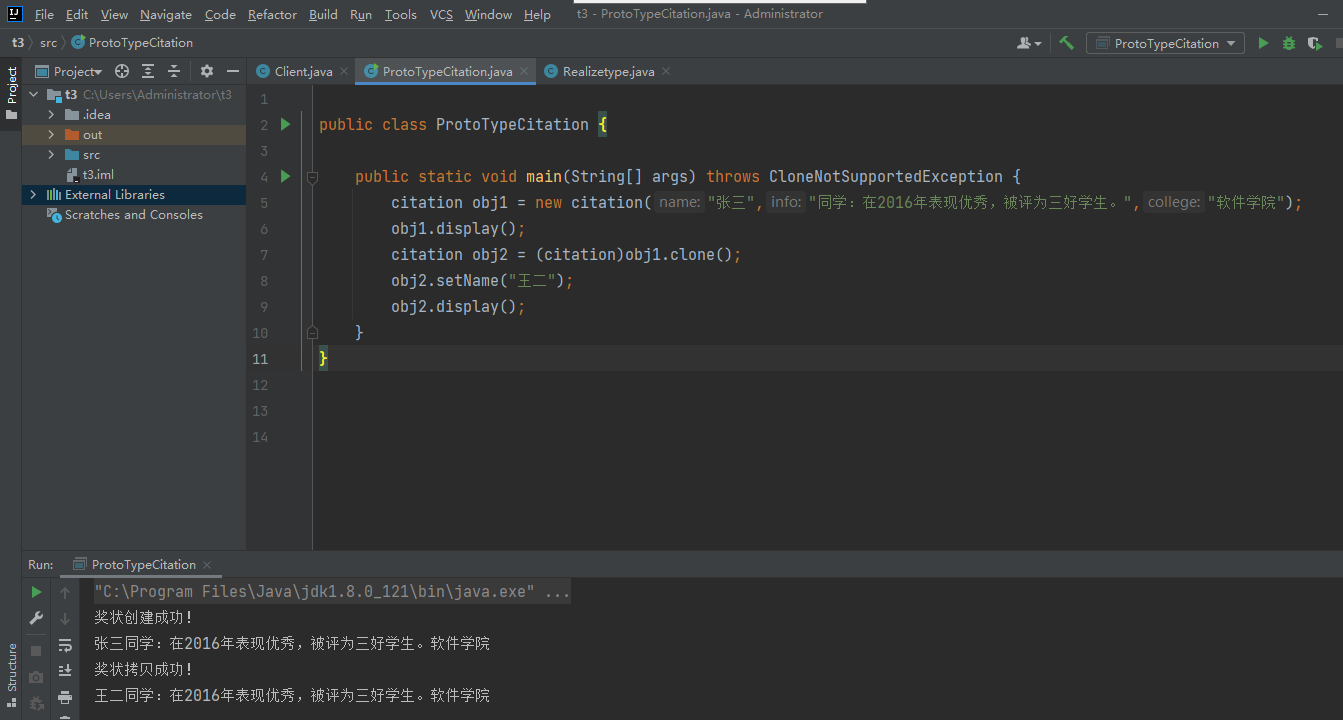 File Edit View Navigate Code Refactor Build Run Tools VCS Window Help t3 - ProtoTypeCitation.java - Administrator
t3 src ProtoTypeCitation ProtoTypeCitation
Project Project Client.java ProtoTypeCitation.java Realizetype.java
t3 C:\Users\Administrator\t3
.idea
out
src
t3.iml
External Libraries
Scratches and Consoles
1
2 public class ProtoTypeCitation {
3
4 public static void main(String[] args) throws CloneNotSupportedException {
5 citation obj1 = new citation( name: "张三", info: "同学：在2016年表现优秀，被评为三好学生。", college: "软件学院");
6 obj1.display();
7 citation obj2 = (citation)obj1.clone();
8 obj2.setName("王二");
9 obj2.display();
10 }
11 }
12
13
14
Run: ProtoTypeCitation
"C:\Program Files\Java\jdk1.8.0_121\bin\java.exe" ...
奖状创建成功！
张三同学：在2016年表现优秀，被评为三好学生。软件学院
奖状拷贝成功！
王二同学：在2016年表现优秀，被评为三好学生。软件学院
Structure